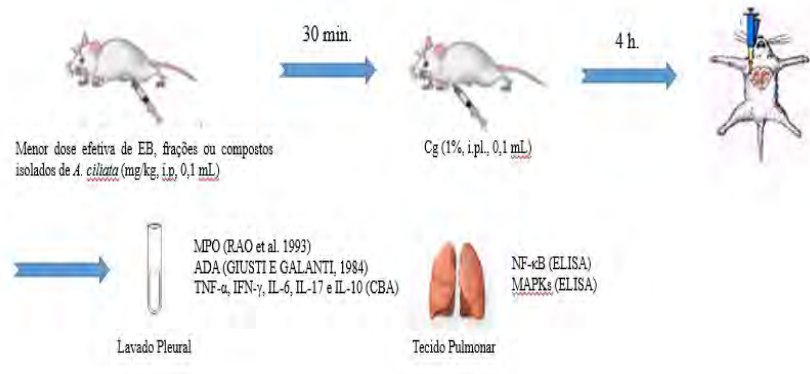 30 min.
4 h.
Menor dose efetiva de EB, frações ou compostos
isolados de A. ciliata (mg/kg, i.p, 0,1 mL)
Cg (1%, i.pl., 0,1 mL)
MPO (RAO et al. 1993)
ADA (GIUSTI E GALANTI, 1984)
TNF-α, IFN-γ, IL-6, IL-17 e IL-10 (CBA)
NF-κB (ELISA)
MAPKs (ELISA)
Lavado Pleural
Tecido Pulmonar